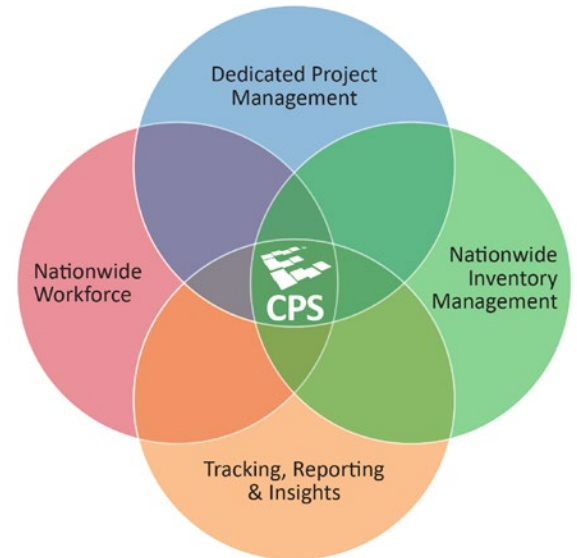 Dedicated Project
Management
Nationwide
Workforce
CPS
Nationwide
Inventory
Management
Tracking, Reporting
& Insights